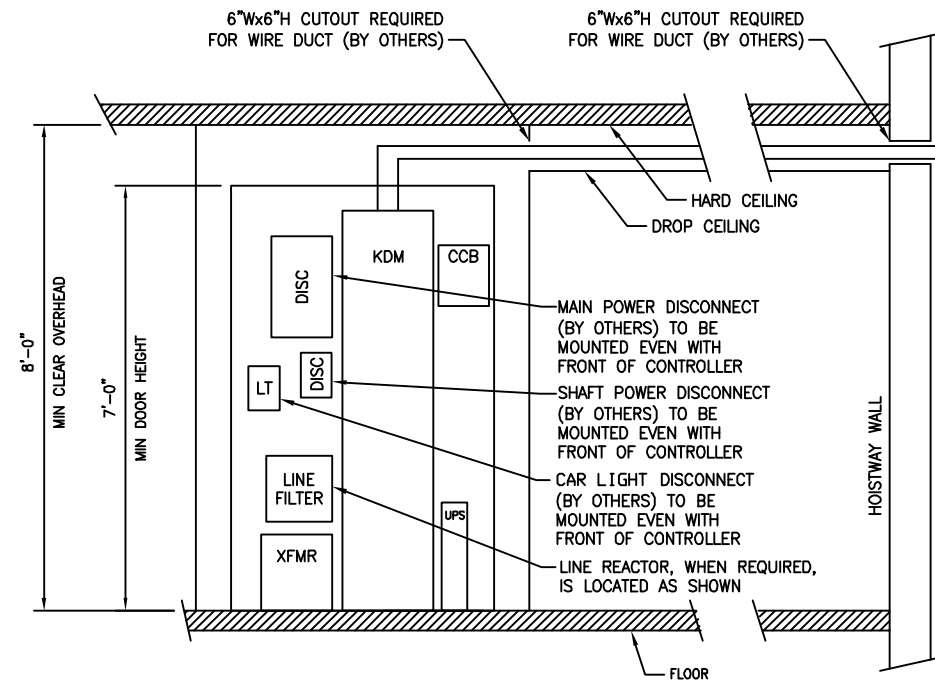 6"Wx6"H CUTOUT REQUIRED
FOR WIRE DUCT (BY OTHERS)
6"Wx6"H CUTOUT REQUIRED
FOR WIRE DUCT (BY OTHERS)
HARD CEILING
DROP CEILING
8'-0"
MIN CLEAR OVERHEAD
7'-0"
MIN DOOR HEIGHT
DISC
KDM
CCB
LT
DISC
LINE
FILTER
XFMR
UPS
MAIN POWER DISCONNECT
(BY OTHERS) TO BE
MOUNTED EVEN WITH
FRONT OF CONTROLLER
SHAFT POWER DISCONNECT
(BY OTHERS) TO BE
MOUNTED EVEN WITH
FRONT OF CONTROLLER
CAR LIGHT DISCONNECT
(BY OTHERS) TO BE
MOUNTED EVEN WITH
FRONT OF CONTROLLER
LINE REACTOR, WHEN REQUIRED,
IS LOCATED AS SHOWN
HOISTWAY WALL
FLOOR